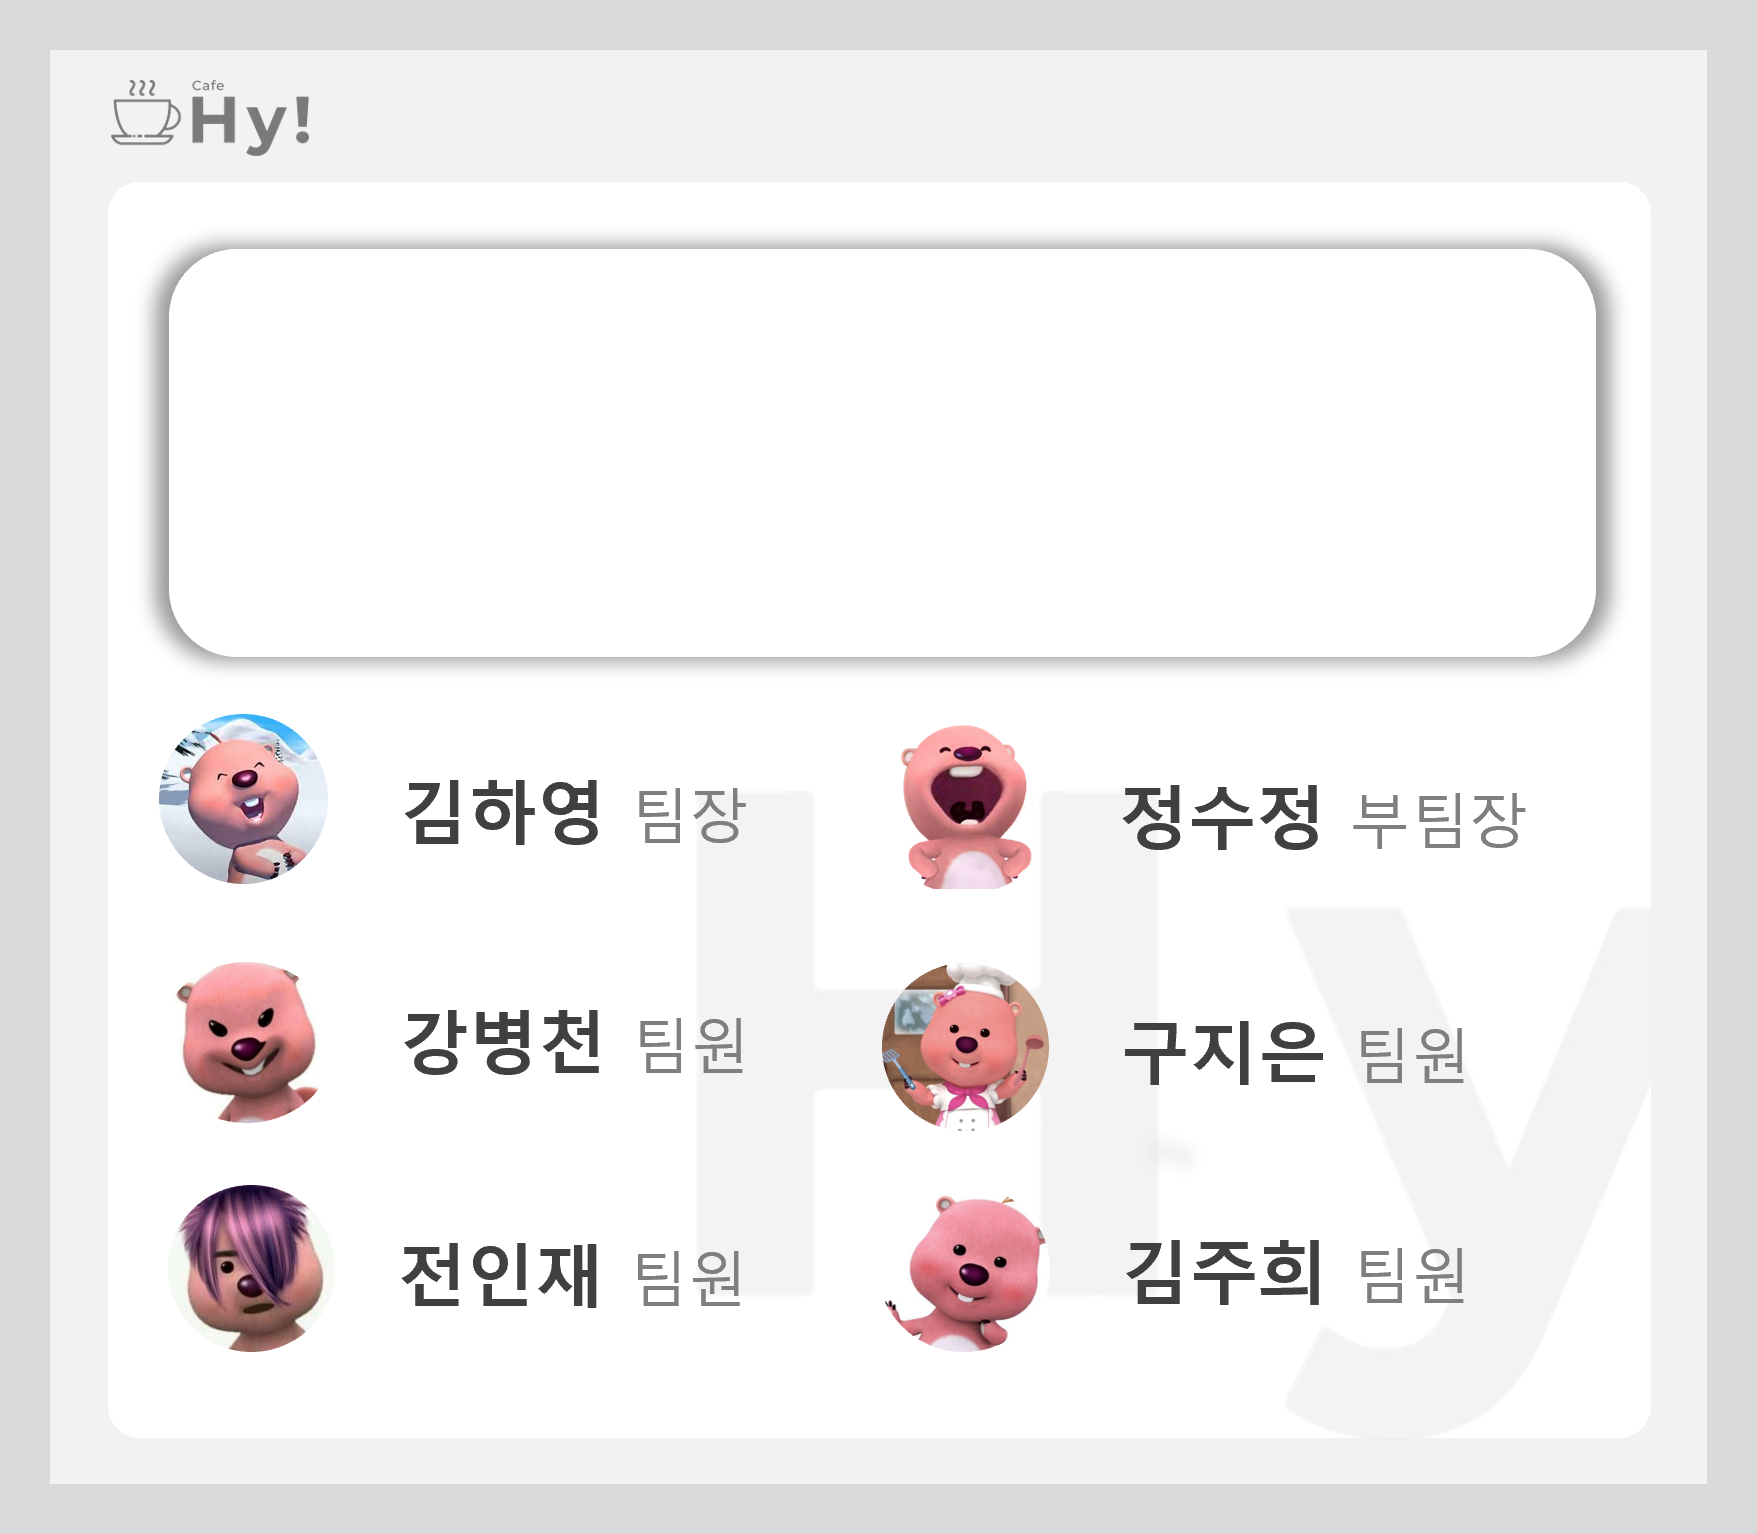 Cafe
Hy!
김하영 팀장
정수정 부팀장
강병천 팀원
구지은 팀원
전인재 팀원
김주희 팀원
Hy